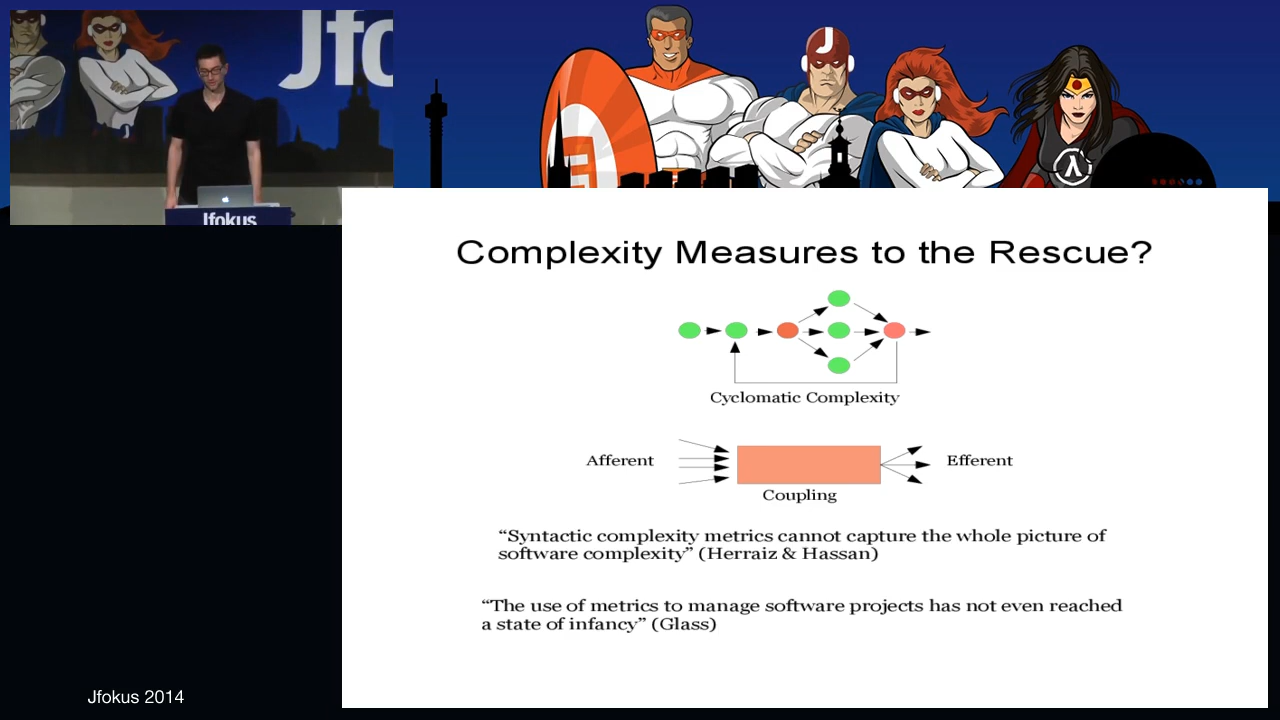 Jfo
J
λ
Jfokus
Complexity Measures to the Rescue?
Cyclomatic Complexity
Afferent
Efferent
Coupling
“Syntactic complexity metrics cannot capture the whole picture of
software complexity” (Herraiz & Hassan)
“The use of metrics to manage software projects has not even reached
a state of infancy” (Glass)
Jfokus 2014